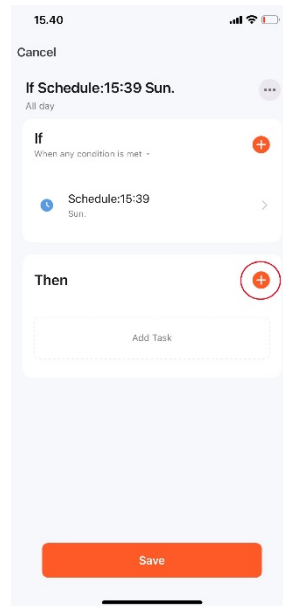 15.40
Cancel
If Schedule:15:39 Sun.
All day
If
When any condition is met
Schedule:15:39
Sun.
Then
Add Task
Save